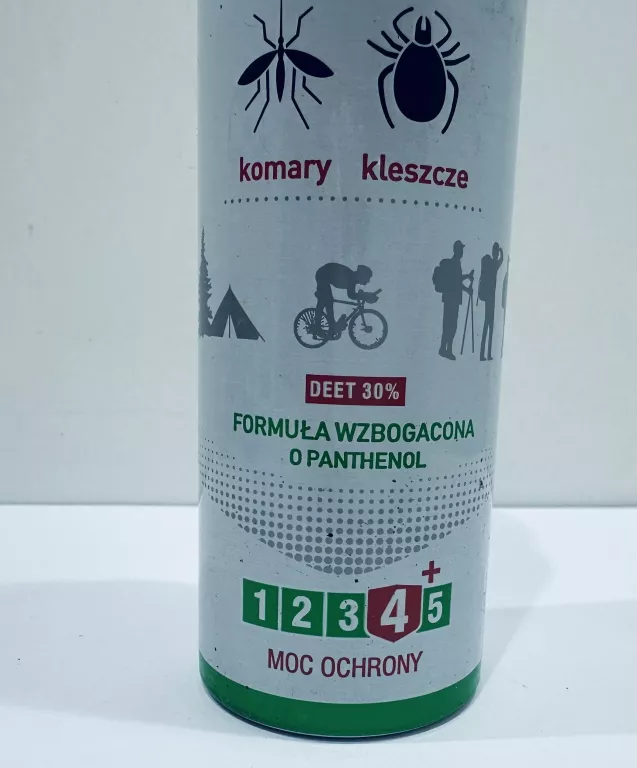 komary kleszcze
DEET 30%
FORMUŁA WZBOGACONA
O PANTHENOL
1 2 3 4+ 5
MOC OCHRONY